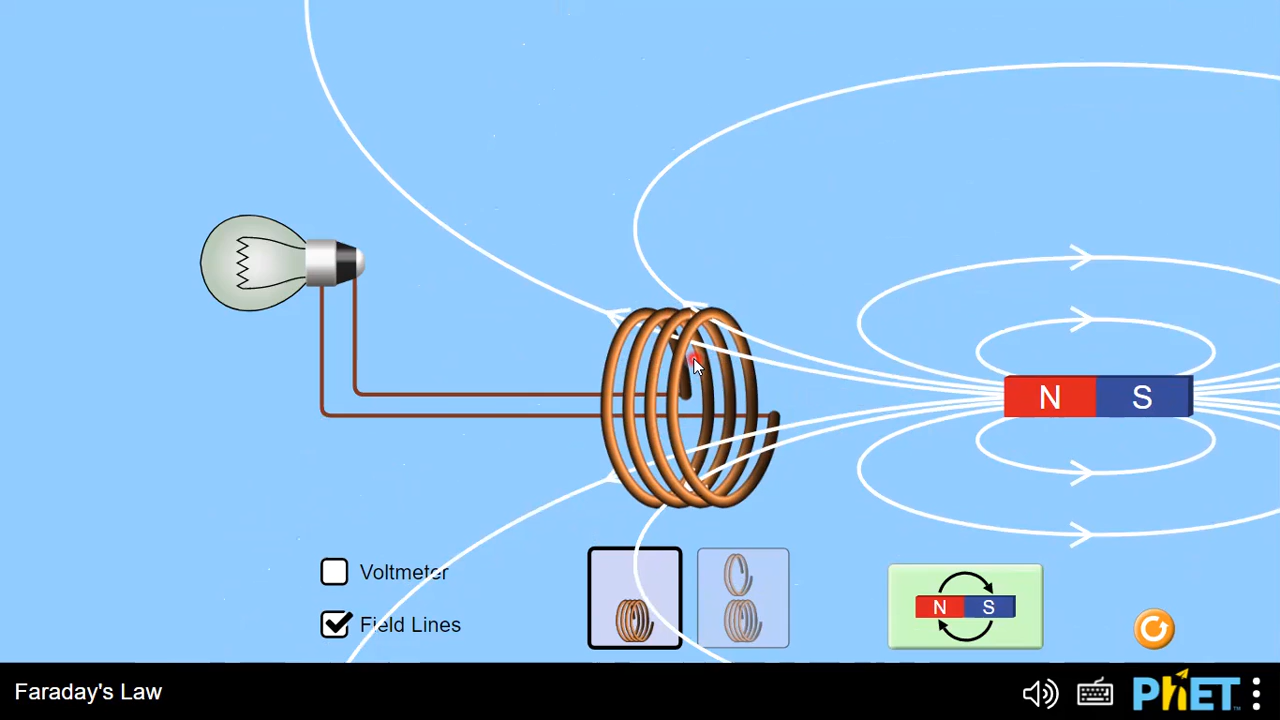 N S
Voltmeter
Field Lines
N S
Faraday's Law
PhET